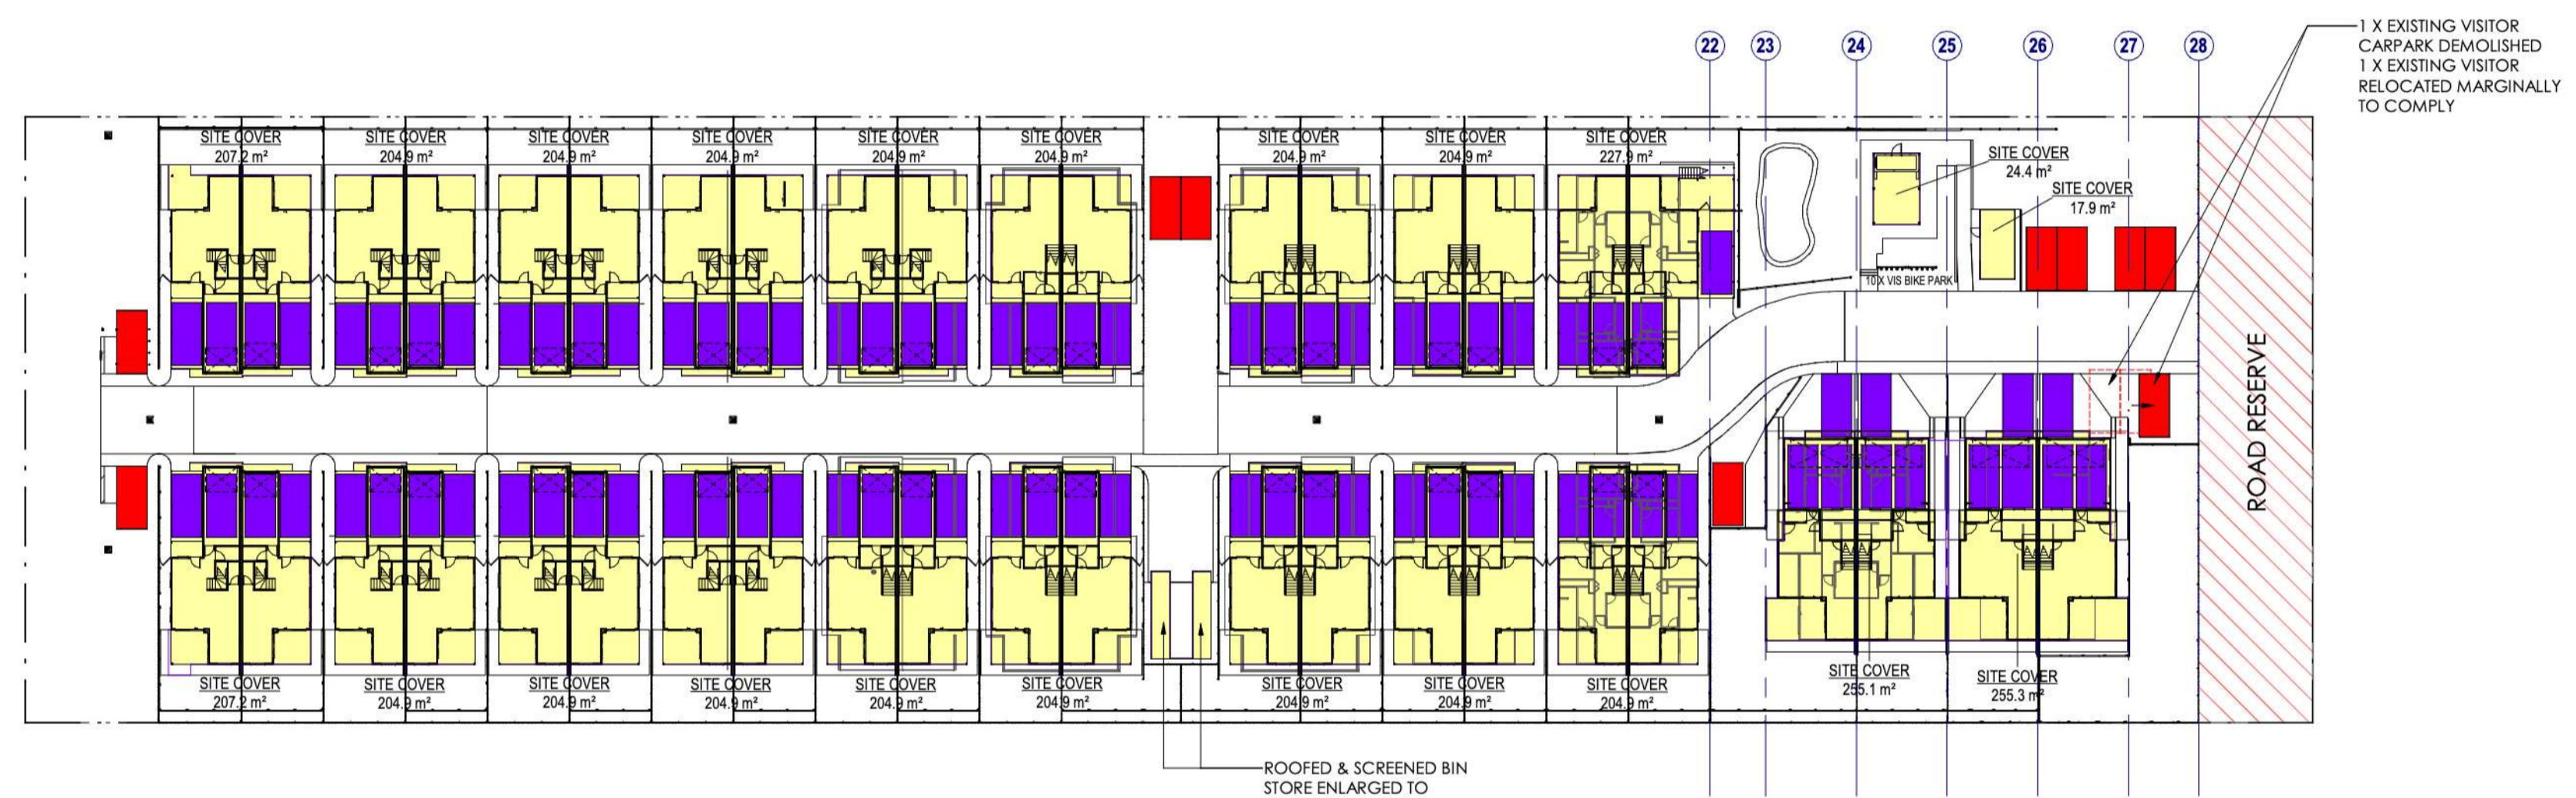 1 X EXISTING VISITOR
CARPARK DEMOLISHED
1 X EXISTING VISITOR
RELOCATED MARGINALLY
TO COMPLY
22
23
24
25
26
27
28
SITE COVER
207.2 m²
SITE COVER
204.9 m²
SITE COVER
204.9 m²
SITE COVER
204.9 m²
SITE COVER
204.9 m²
SITE COVER
204.9 m²
SITE COVER
204.9 m²
SITE COVER
204.9 m²
SITE COVER
227.9 m²
SITE COVER
24.4 m²
SITE COVER
17.9 m²
10 X VIS BIKE PARK
ROAD RESERVE
SITE COVER
207.2 m²
SITE COVER
204.9 m²
SITE COVER
204.9 m²
SITE COVER
204.9 m²
SITE COVER
204.9 m²
SITE COVER
204.9 m²
SITE COVER
204.9 m²
SITE COVER
204.9 m²
SITE COVER
204.9 m²
SITE COVER
255.1 m²
SITE COVER
255.3 m²
ROOFED & SCREENED BIN
STORE ENLARGED TO